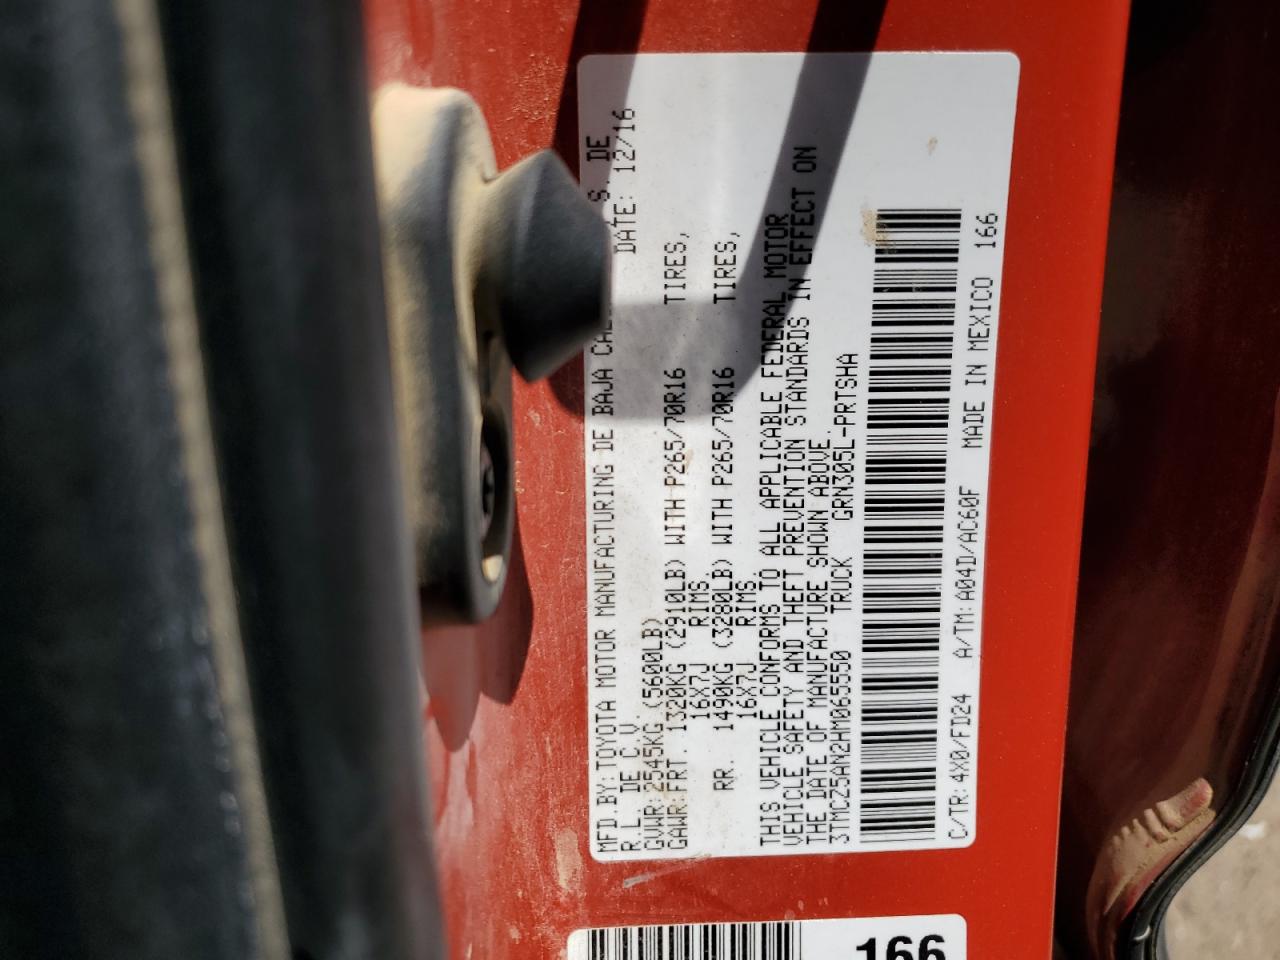 MFD.BY: TOYOTA MOTOR MANUFACTURING DE BAJA S. DE
R.L. DE C.V. DATE: 12/16
GVWR: 2545KG (5600LB)
GAWR: FRT. 1320KG (2910LB) WITH P265/70R16 TIRES,
16X7J RIMS
RR. 1490KG (3280LB) WITH P265/70R16 TIRES,
16X7J RIMS
THIS VEHICLE CONFORMS TO ALL APPLICABLE FEDERAL MOTOR
VEHICLE SAFETY AND THEFT PREVENTION STANDARDS IN EFFECT ON
THE DATE OF MANUFACTURE SHOWN ABOVE.
3TMCZ5AN2HM065550 TRUCK GRN305L-PRTSHA
C/TR: 4X0/FD24 A/TM: A04D/AC60F MADE IN MEXICO 166
166